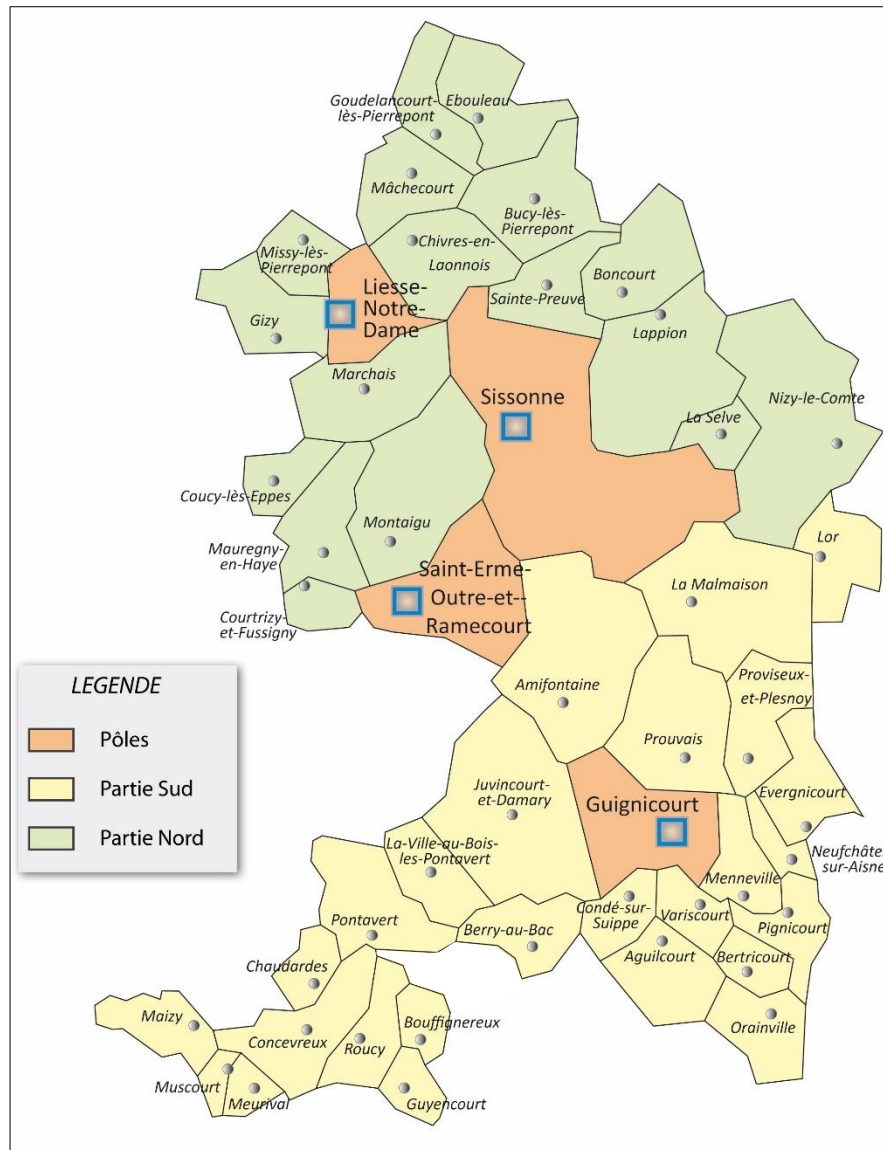 Goudelancourt-
lès-Pierrepont
Ebouleau
Mâchecourt
Bucy-lès-
Pierrepont
Missy-lès-
Pierrepont
Chivres-en-
Laonnois
Liesse-
Notre-
Dame
Sainte-Preuve
Boncourt
Gizy
Lappion
Marchais
Sissonne
Nizy-le-Comte
La Selve
Coucy-lès-Eppes
Montaigu
Mauregny-
en-Haye
Lor
Saint-Erme-
Outre-et--
Ramecourt
La Malmaison
Courtrizy-
et-Fussigny
LEGENDE
Pôles
Partie Sud
Partie Nord
Amifontaine
Proviseux-
et-Plesnoy
Prouvais
Juvincourt-
et-Damary
Guignicourt
Evergnicourt
La-Ville-au-Bois-
les-Pontavert
Neufchâtel
sur-Aisne
Menneville
Condé-sur-
Suippe
Variscourt
Pignicourt
Pontavert
Berry-au-Bac
Aguilcourt
Bertricourt
Chaudardes
Orainville
Maizy
Concevreux
Roucy
Bouffignereux
Muscourt
Meurival
Guyencourt